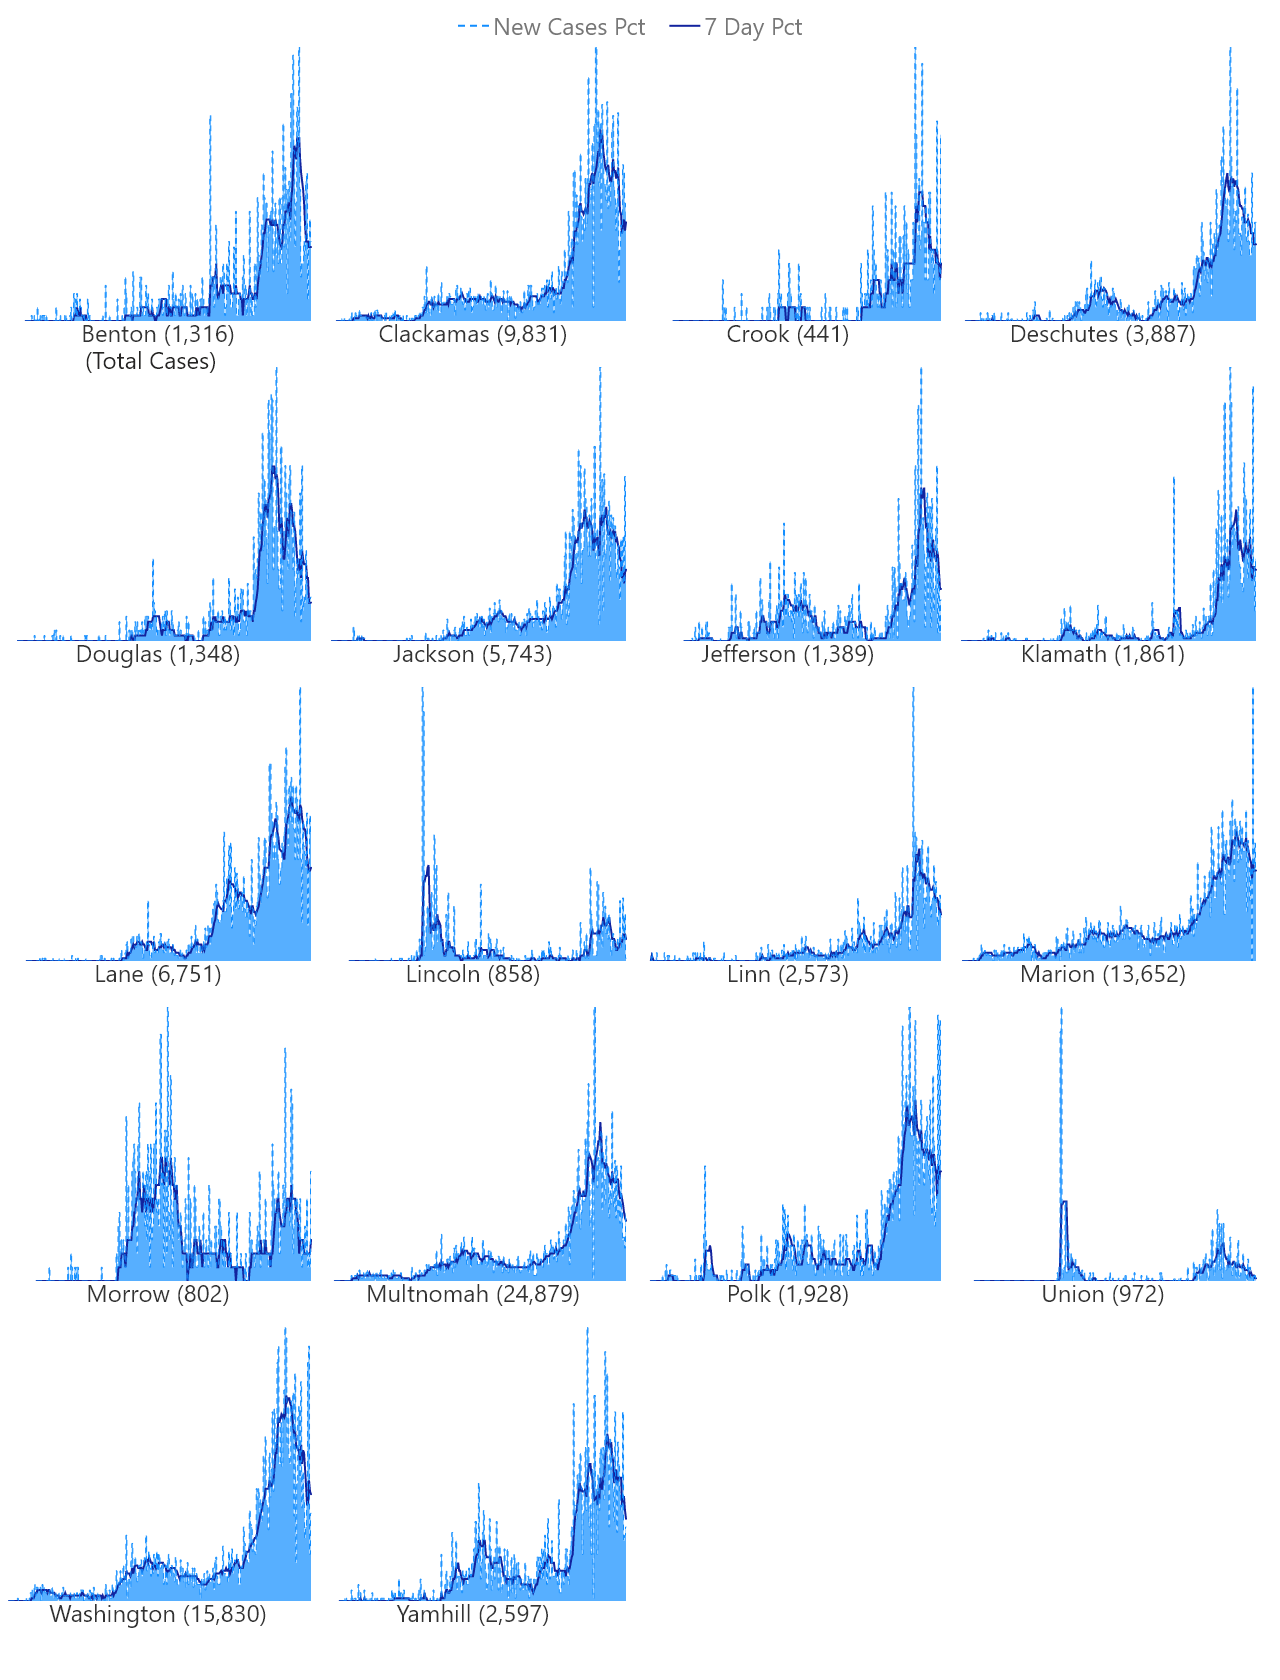 New Cases Pct 7 Day Pct
Benton (1,316) Clackamas (9,831) Crook (441) Deschutes (3,887)
(Total Cases)
Douglas (1,348) Jackson (5,743) Jefferson (1,389) Klamath (1,861)
Lane (6,751) Lincoln (858) Linn (2,573) Marion (13,652)
Morrow (802) Multnomah (24,879) Polk (1,928) Union (972)
Washington (15,830) Yamhill (2,597)